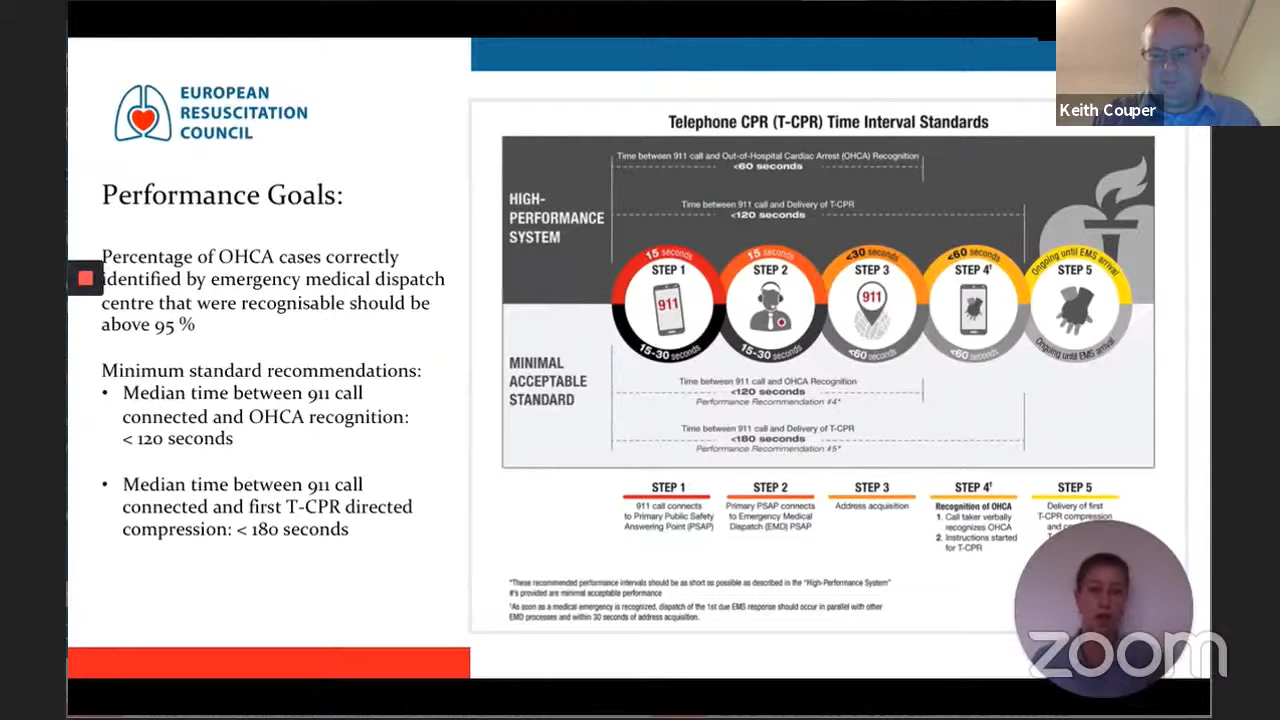 EUROPEAN
RESUSCITATION
COUNCIL
Performance Goals:
Percentage of OHCA cases correctly
identified by emergency medical dispatch
centre that were recognisable should be
above 95 %
Minimum standard recommendations:
• Median time between 911 call
connected and OHCA recognition:
< 120 seconds
• Median time between 911 call
connected and first T-CPR directed
compression: < 180 seconds
Keith Couper
Telephone CPR (T-CPR) Time Interval Standards
Time between 911 call and Out-of-Hospital Cardiac Arrest (OHCA) Recognition
<60 seconds
HIGH-
PERFORMANCE
SYSTEM
Time between 911 call and Delivery of T-CPR
<120 seconds
15 seconds
STEP 1
911
15-30 seconds
15 seconds
STEP 2
15-30 seconds
<30 seconds
STEP 3
911
<60 seconds
<60 seconds
STEP 4†
<60 seconds
Ongoing until EMS arrival
STEP 5
Ongoing until EMS arrival
MINIMAL
ACCEPTABLE
STANDARD
Time between 911 call and OHCA Recognition
<120 seconds
Performance Recommendation #4*
Time between 911 call and Delivery of T-CPR
<180 seconds
Performance Recommendation #5*
STEP 1
911 call connects
to Primary Public Safety
Answering Point (PSAP)
STEP 2
Primary PSAP connects
to Emergency Medical
Dispatch (EMD) PSAP
STEP 3
Address acquisition
STEP 4†
Recognition of OHCA
1. Call taker verbally
recognizes OHCA
2. Instructions started
for T-CPR
STEP 5
Delivery of first
T-CPR compression
and
*These recommended performance intervals should be as short as possible as described in the "High-Performance System"
#'s provided are minimal acceptable performance
†As soon as a medical emergency is recognized, dispatch of the 1st due EMS response should occur in parallel with other
EMD processes and within 30 seconds of address acquisition.
zoom